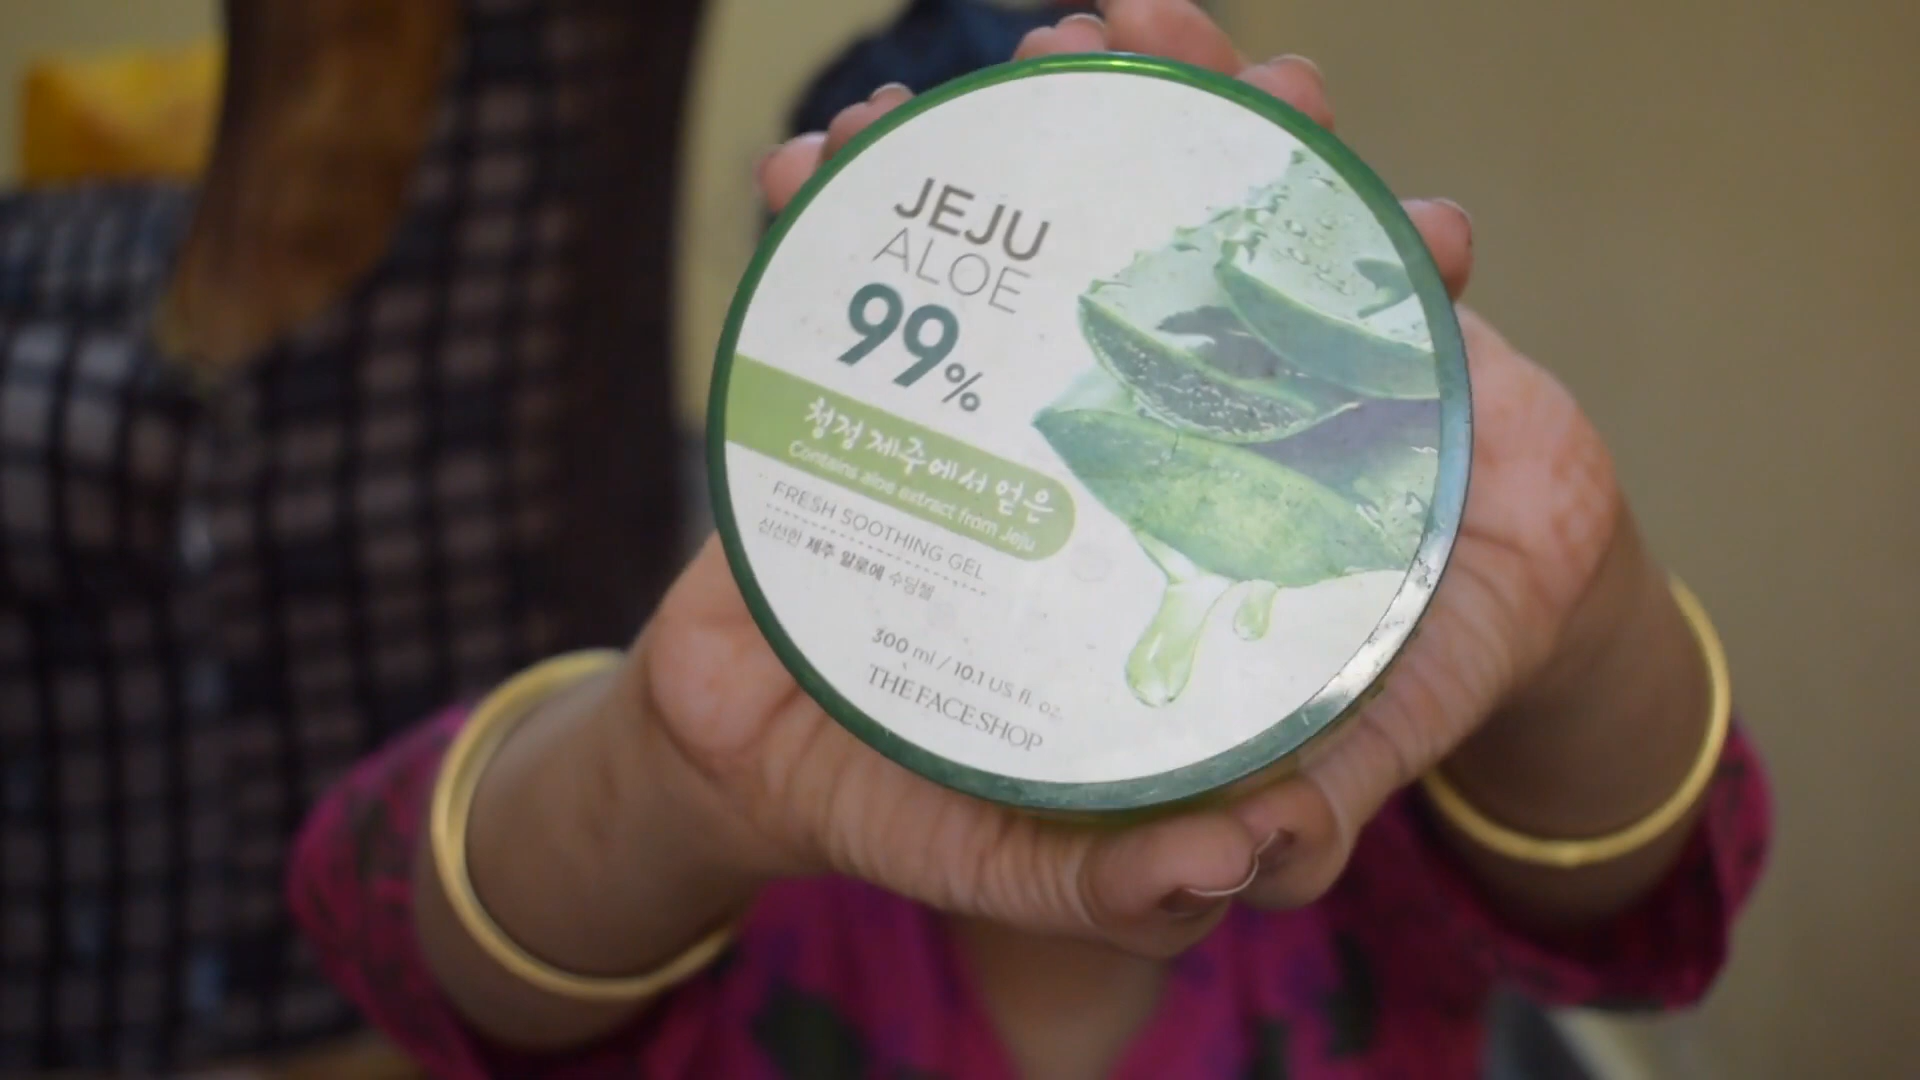 JEJU
ALOE
99%
청정 제주에서 얻은
Contains aloe extract from Jeju
FRESH SOOTHING GEL
신선한 제주 알로에 수딩젤
300 ml / 10.1 US fl. oz.
THE FACE SHOP